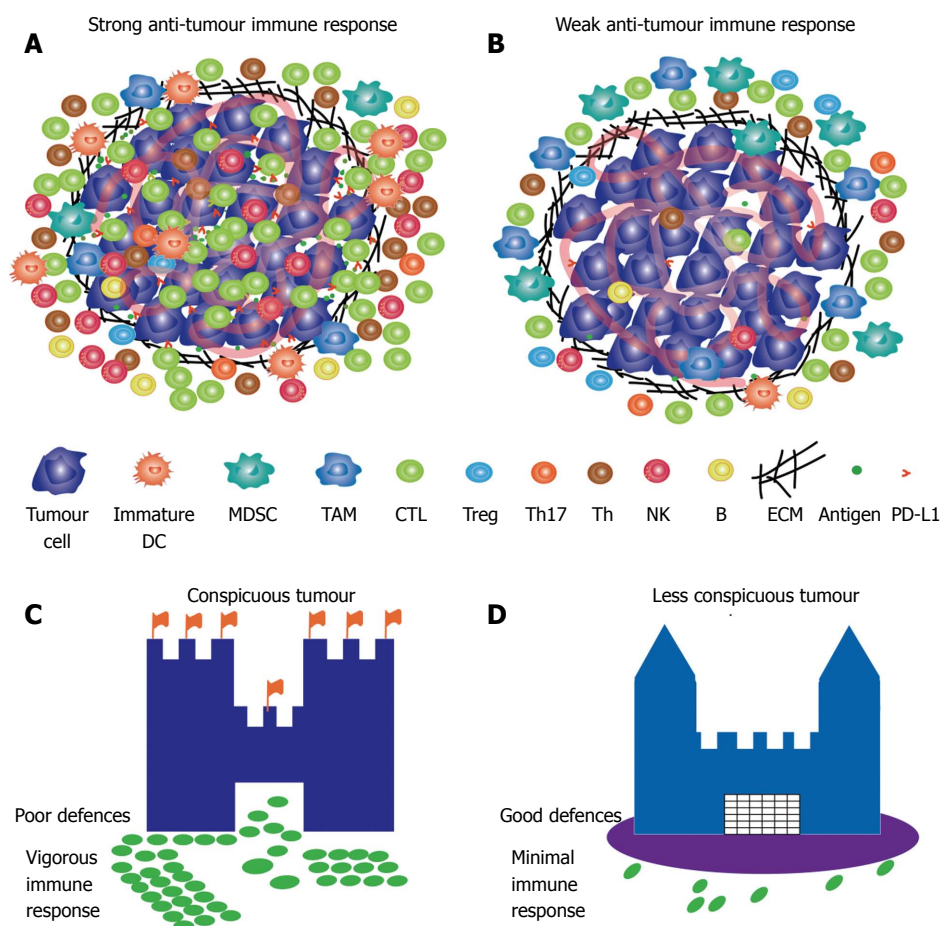 Strong anti-tumour immune response
A
Weak anti-tumour immune response
B
Tumour
cell
Immature
DC
MDSC
TAM
CTL
Treg
Th17
Th
NK
B
ECM
Antigen
PD-L1
C
Conspicuous tumour
Poor defences
Vigorous
immune
response
D
Less conspicuous tumour
Good defences
Minimal
immune
response